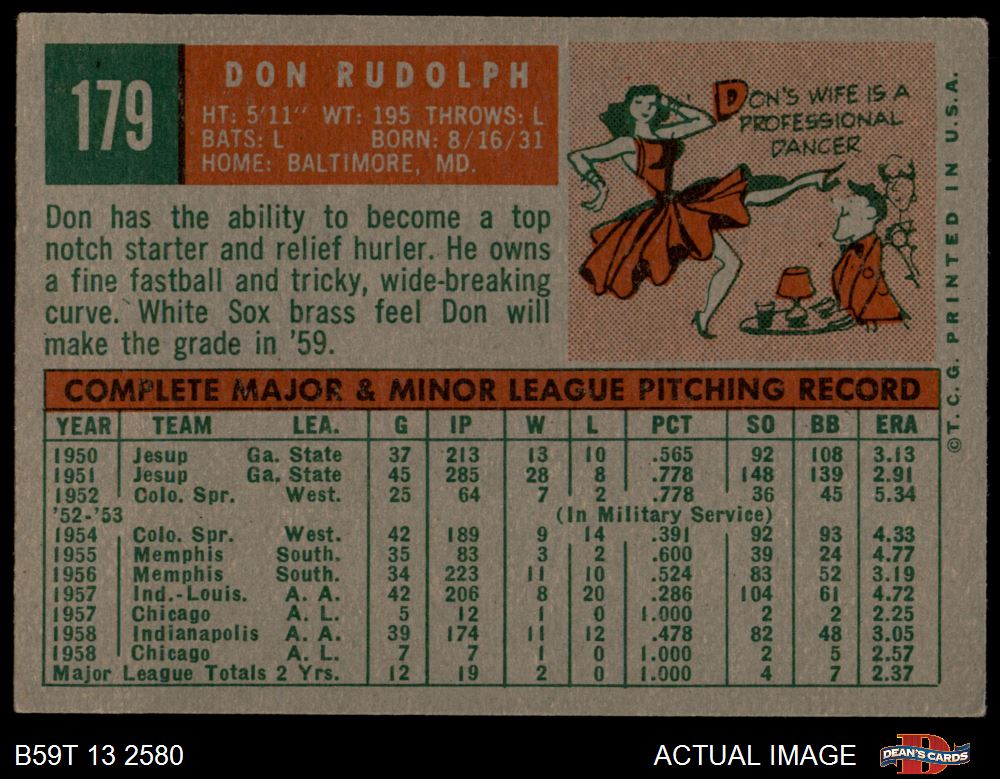 179
DON RUDOLPH
HT: 5'11" WT: 195 THROWS: L
BATS: L BORN: 8/16/31
HOME: BALTIMORE, MD.
DON'S WIFE IS A
PROFESSIONAL
DANCER
Don has the ability to become a top
notch starter and relief hurler. He owns
a fine fastball and tricky, wide-breaking
curve. White Sox brass feel Don will
make the grade in '59.
©T.C.G. PRINTED IN U.S.A.
COMPLETE MAJOR & MINOR LEAGUE PITCHING RECORD
YEAR TEAM LEA. G IP W L PCT SO BB ERA
1950 Jesup Ga. State 37 213 13 10 .565 92 108 3.13
1951 Jesup Ga. State 45 285 28 8 .778 148 139 2.91
1952 Colo. Spr. West. 25 64 7 2 .778 36 45 5.34
'52-'53 (In Military Service)
1954 Colo. Spr. West. 42 189 9 14 .391 92 93 4.33
1955 Memphis South. 35 83 3 2 .600 39 24 4.77
1956 Memphis South. 34 223 11 10 .524 83 52 3.19
1957 Ind.-Louis. A. A. 42 206 8 20 .286 104 61 4.72
1957 Chicago A. L. 5 12 1 0 1.000 2 2 2.25
1958 Indianapolis A. A. 39 174 11 12 .478 82 48 3.05
1958 Chicago A. L. 7 7 1 0 1.000 2 5 2.57
Major League Totals 2 Yrs. 12 19 2 0 1.000 4 7 2.37
B59T 13 2580
ACTUAL IMAGE
DEAN'S CARDS